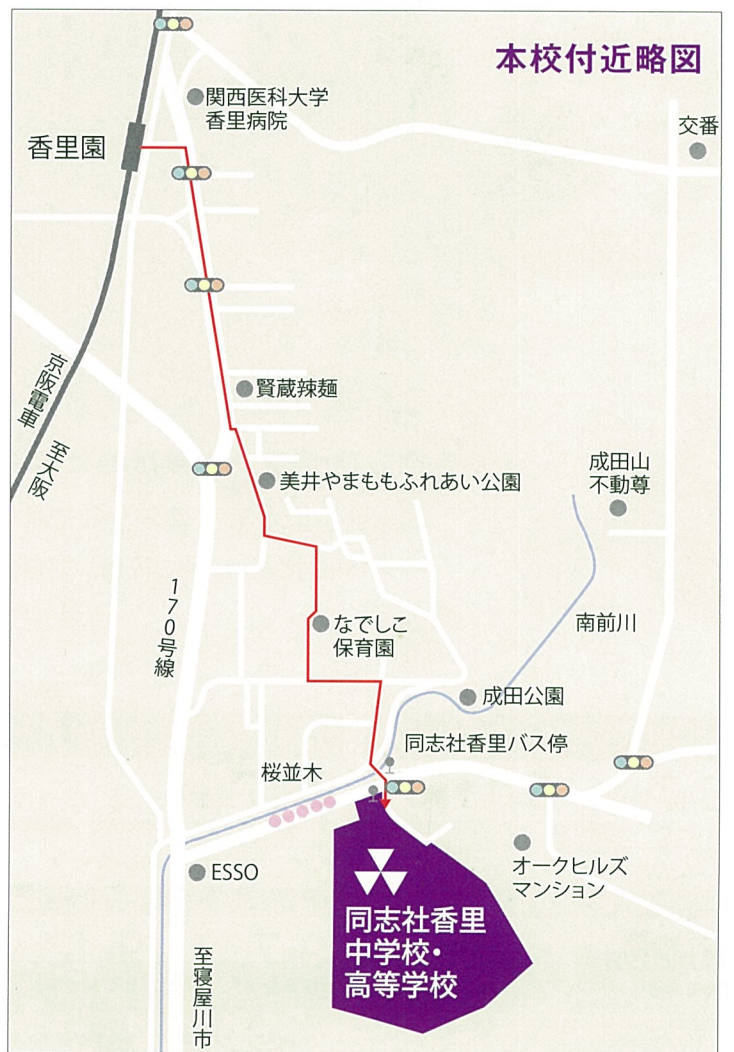 本校付近略図
関西医科大学
香里病院
交番
香里園
賢蔵辣麺
京阪電車
至大阪
美井やまももふれあい公園
成田山
不動尊
170号線
なでしこ
保育園
南前川
成田公園
同志社香里バス停
桜並木
ESSO
オークヒルズ
マンション
同志社香里
中学校・
高等学校
至寝屋川市